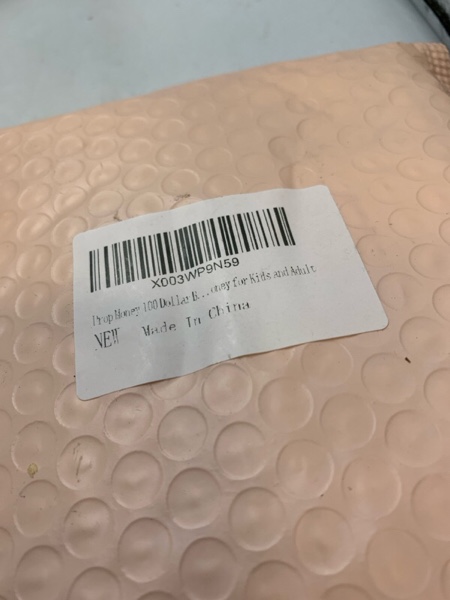 X003WP9N59
Prop Money 100 Dollar B...oney for Kids and Adult
NEW Made In China